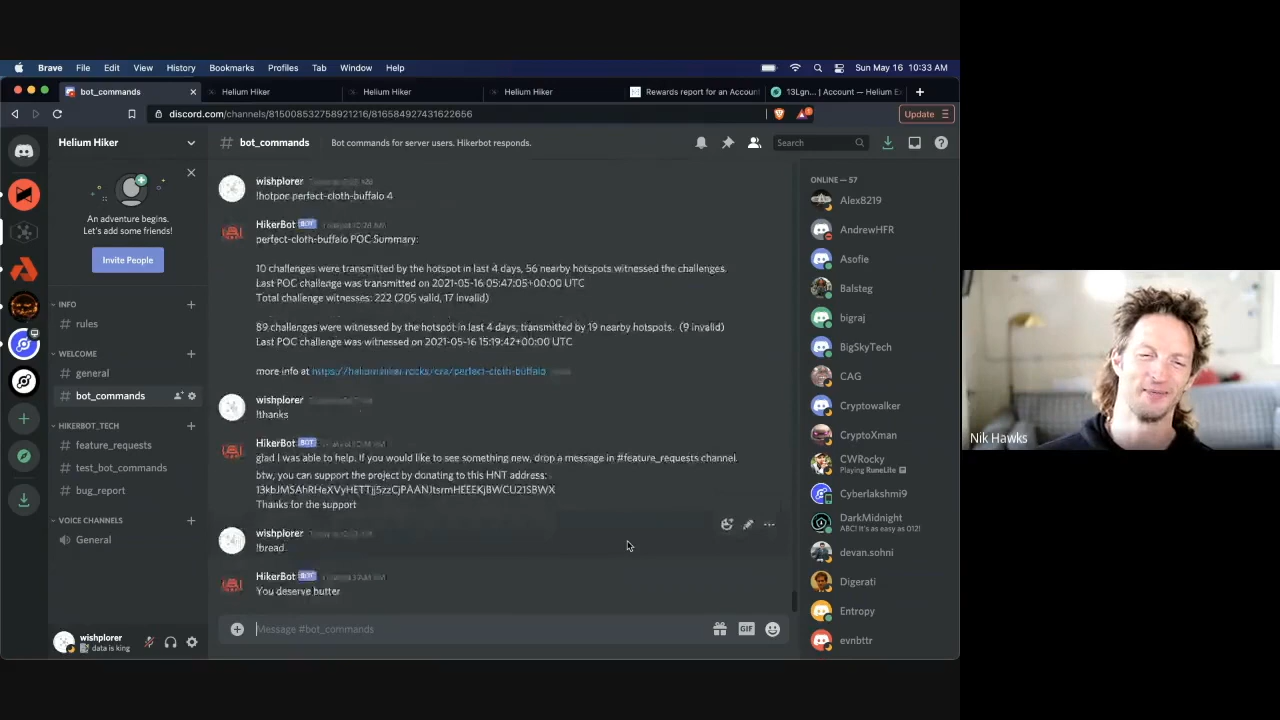 Brave File Edit View History Bookmarks Profiles Tab Window Help Sun May 16 10:33 AM
bot_commands Helium Hiker Helium Hiker Helium Hiker Rewards report for an Accoun 13Lgn... | Account — Helium E
discord.com/channels/815008532758921216/816584927431622656 Update
Helium Hiker
# bot_commands Bot commands for server users. Hikerbot responds. Search
An adventure begins.
Let's add some friends!
Invite People
INFO
# rules
WELCOME
# general
# bot_commands
HIKERBOT_TECH
# feature_requests
# test_bot_commands
# bug_report
VOICE CHANNELS
General
wishplorer
data is king
wishplorer
!hotpoc perfect-cloth-buffalo 4
HikerBot BOT
perfect-cloth-buffalo POC Summary:
10 challenges were transmitted by the hotspot in last 4 days, 56 nearby hotspots witnessed the challenges.
Last POC challenge was transmitted on 2021-05-16 05:47:05+00:00 UTC
Total challenge witnesses: 222 (205 valid, 17 invalid)
89 challenges were witnessed by the hotspot in last 4 days, transmitted by 19 nearby hotspots. (9 invalid)
Last POC challenge was witnessed on 2021-05-16 15:19:42+00:00 UTC
more info at
wishplorer
!thanks
HikerBot BOT
glad I was able to help. If you would like to see something new, drop a message in #feature_requests channel.
btw, you can support the project by donating to this HNT address:
Thanks for the support
wishplorer
!bread
HikerBot BOT
You deserve butter
Message #bot_commands
GIF
ONLINE — 57
Alex8219
AndrewHFR
Asofie
Balsteg
bigraj
BigSkyTech
CAG
Cryptowalker
CryptoXman
CWRocky
Playing RuneLite
Cyberlakshmi9
DarkMidnight
ABC! It's as easy as 012!
devan.sohni
Digerati
Entropy
evnbttr
Nik Hawks